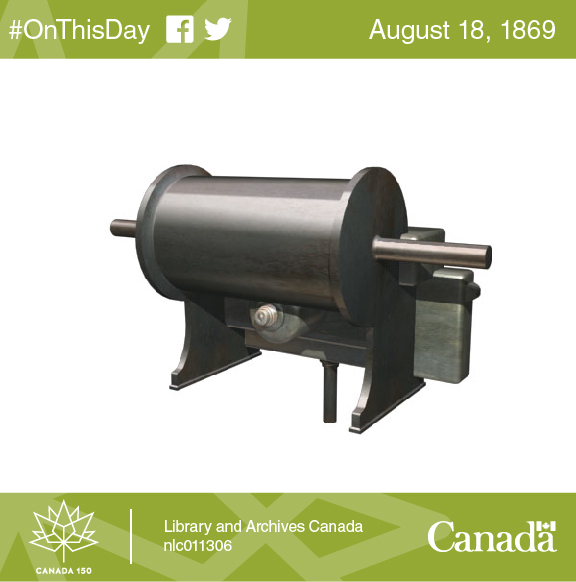 #OnThisDay
August 18, 1869
CANADA 150
Library and Archives Canada
nlc011306
Canada